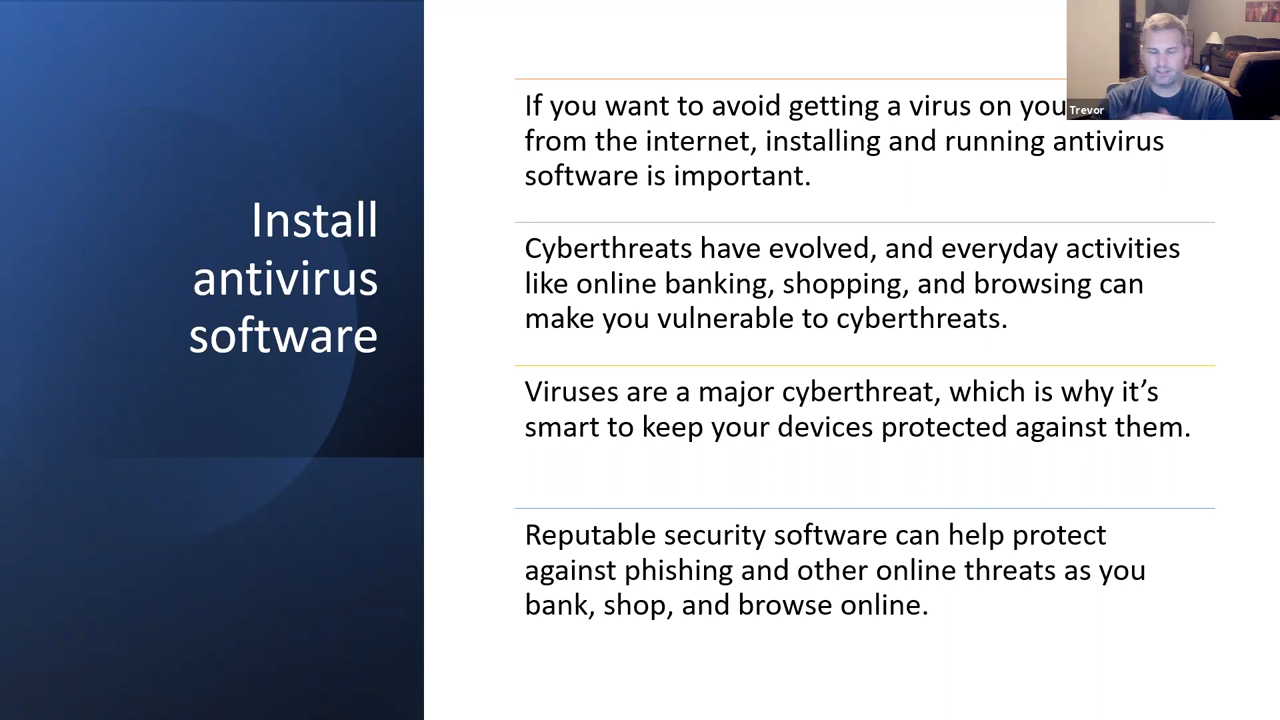 Install
antivirus
software
If you want to avoid getting a virus on
from the internet, installing and running antivirus
software is important.
Cyberthreats have evolved, and everyday activities
like online banking, shopping, and browsing can
make you vulnerable to cyberthreats.
Viruses are a major cyberthreat, which is why it’s
smart to keep your devices protected against them.
Reputable security software can help protect
against phishing and other online threats as you
bank, shop, and browse online.
Trevor